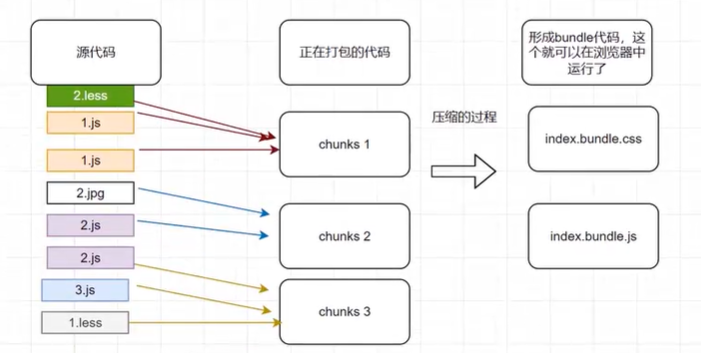 源代码
正在打包的代码
形成bundle代码，这
个就可以在浏览器中
运行了
2.less
1.js
1.js
2.jpg
2.js
2.js
3.js
1.less
chunks 1
chunks 2
chunks 3
压缩的过程
index.bundle.css
index.bundle.js